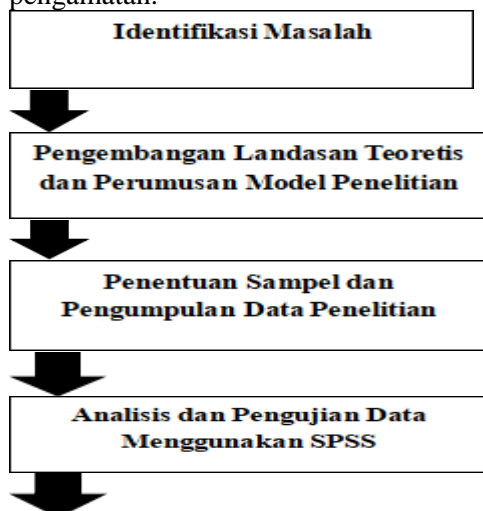 pengamatan.
Identifikasi Masalah
Pengembangan Landasan Teoretis
dan Perumusan Model Penelitian
Penentuan Sampel dan
Pengumpulan Data Penelitian
Analisis dan Pengujian Data
Menggunakan SPSS